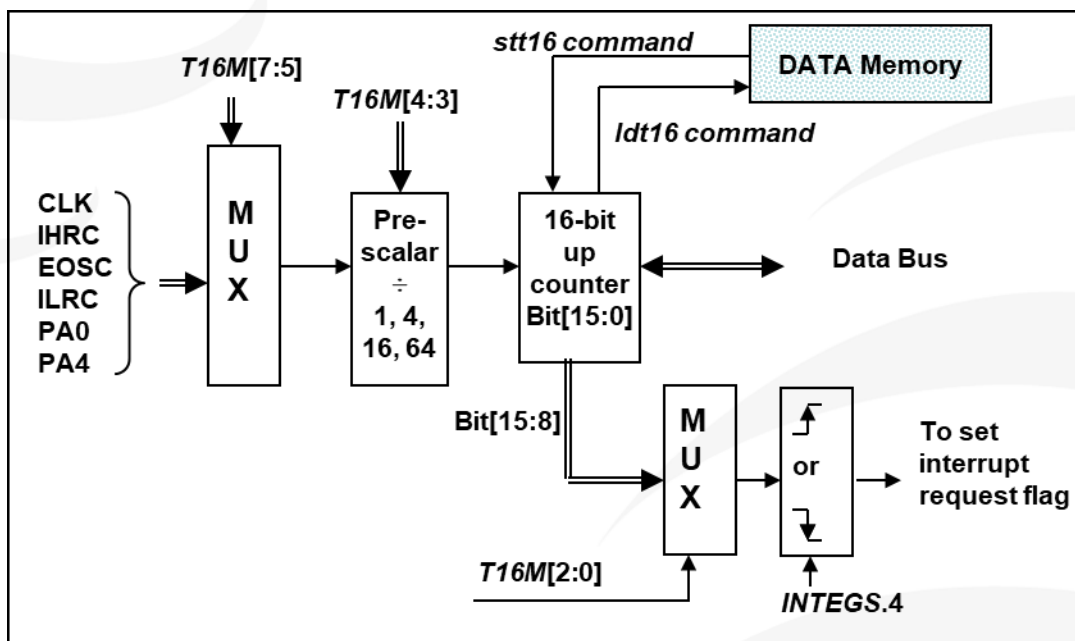 stt16 command
DATA Memory
T16M[7:5]
T16M[4:3]
ldt16 command
CLK
IHRC
EOSC
ILRC
PA0
PA4
M
U
X
Pre-
scalar
÷
1, 4,
16, 64
16-bit
up
counter
Bit[15:0]
Data Bus
Bit[15:8]
M
U
X
or
To set
interrupt
request flag
T16M[2:0]
INTEGS.4